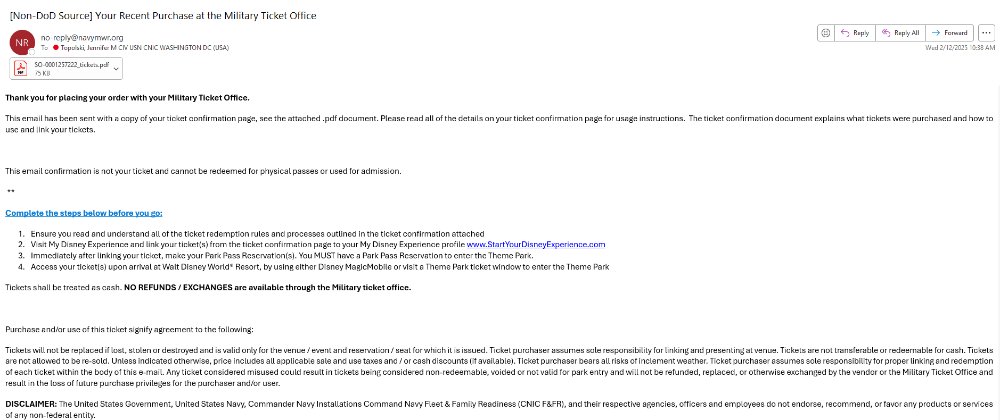 [Non-DoD Source] Your Recent Purchase at the Military Ticket Office
NR
no-reply@navymwr.org
To Topolski, Jennifer M CIV USN CNIC WASHINGTON DC (USA)
Reply
Reply All
Forward
Wed 2/12/2025 10:38 AM
SO-0001257222_tickets.pdf
75 KB
PDF
Thank you for placing your order with your Military Ticket Office.
This email has been sent with a copy of your ticket confirmation page, see the attached .pdf document. Please read all of the details on your ticket confirmation page for usage instructions.  The ticket confirmation document explains what tickets were purchased and how to
use and link your tickets.
This email confirmation is not your ticket and cannot be redeemed for physical passes or used for admission.
**
Complete the steps below before you go:
1. Ensure you read and understand all of the ticket redemption rules and processes outlined in the ticket confirmation attached
2. Visit My Disney Experience and link your ticket(s) from the ticket confirmation page to your My Disney Experience profile www.StartYourDisneyExperience.com
3. Immediately after linking your ticket, make your Park Pass Reservation(s). You MUST have a Park Pass Reservation to enter the Theme Park.
4. Access your ticket(s) upon arrival at Walt Disney World® Resort, by using either Disney MagicMobile or visit a Theme Park ticket window to enter the Theme Park
Tickets shall be treated as cash. NO REFUNDS / EXCHANGES are available through the Military ticket office.
Purchase and/or use of this ticket signify agreement to the following:
Tickets will not be replaced if lost, stolen or destroyed and is valid only for the venue / event and reservation / seat for which it is issued. Ticket purchaser assumes sole responsibility for linking and presenting at venue. Tickets are not transferable or redeemable for cash. Tickets
are not allowed to be re-sold. Unless indicated otherwise, price includes all applicable sale and use taxes and / or cash discounts (if available). Ticket purchaser bears all risks of inclement weather. Ticket purchaser assumes sole responsibility for proper linking and redemption
of each ticket within the body of this e-mail. Any ticket considered misused could result in tickets being considered non-redeemable, voided or not valid for park entry and will not be refunded, replaced, or otherwise exchanged by the vendor or the Military Ticket Office and
result in the loss of future purchase privileges for the purchaser and/or user.
DISCLAIMER: The United States Government, United States Navy, Commander Navy Installations Command Navy Fleet & Family Readiness (CNIC F&FR), and their respective agencies, officers and employees do not endorse, recommend, or favor any products or services
of any non-federal entity.